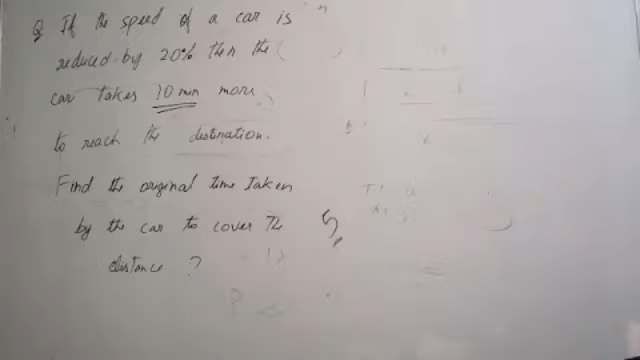 Q If the speed of a car is
reduced by 20% then the (
car takes 10 min more
to reach the destination.
Find the original time taken
by the car to cover the
distance ?